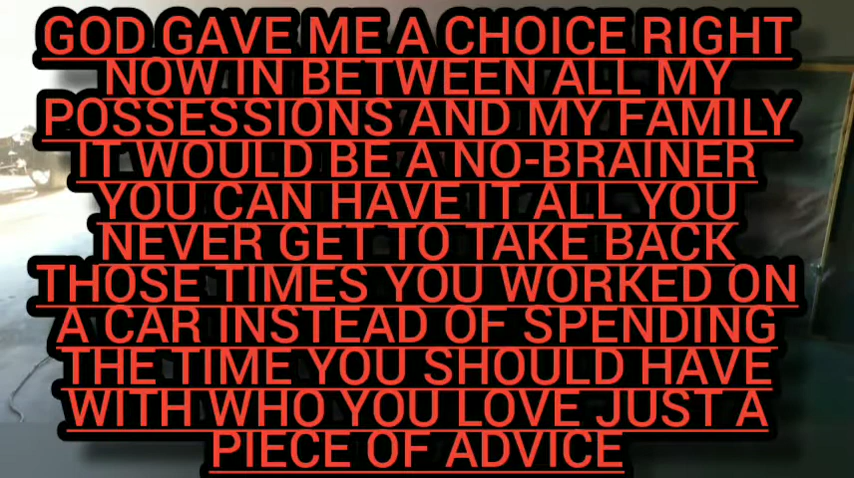 GOD GAVE ME A CHOICE RIGHT
NOW IN BETWEEN ALL MY
POSSESSIONS AND MY FAMILY
IT WOULD BE A NO-BRAINER
YOU CAN HAVE IT ALL YOU
NEVER GET TO TAKE BACK
THOSE TIMES YOU WORKED ON
A CAR INSTEAD OF SPENDING
THE TIME YOU SHOULD HAVE
WITH WHO YOU LOVE JUST A
PIECE OF ADVICE